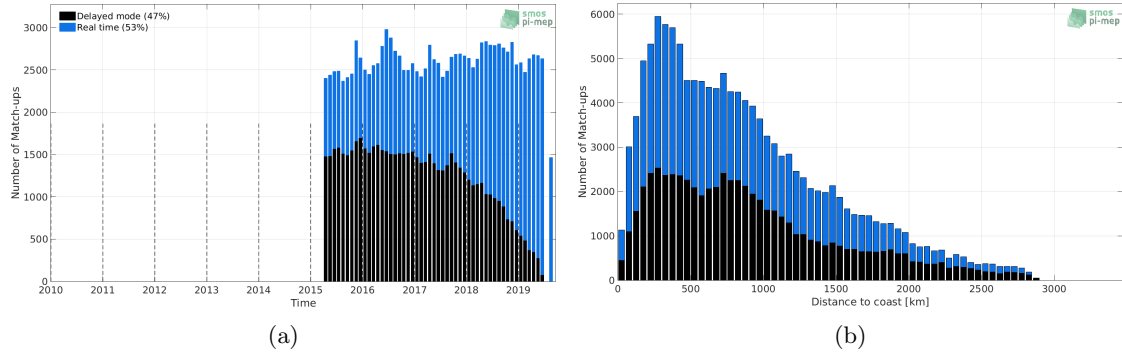 Delayed mode (47%)
Real time (53%)
smos
pi-mep
3000
2500
2000
1500
1000
500
0
Number of Match-ups
2010 2011 2012 2013 2014 2015 2016 2017 2018 2019
Time
(a)
smos
pi-mep
6000
5000
4000
3000
2000
1000
0
Number of Match-ups
0 500 1000 1500 2000 2500 3000
Distance to coast [km]
(b)